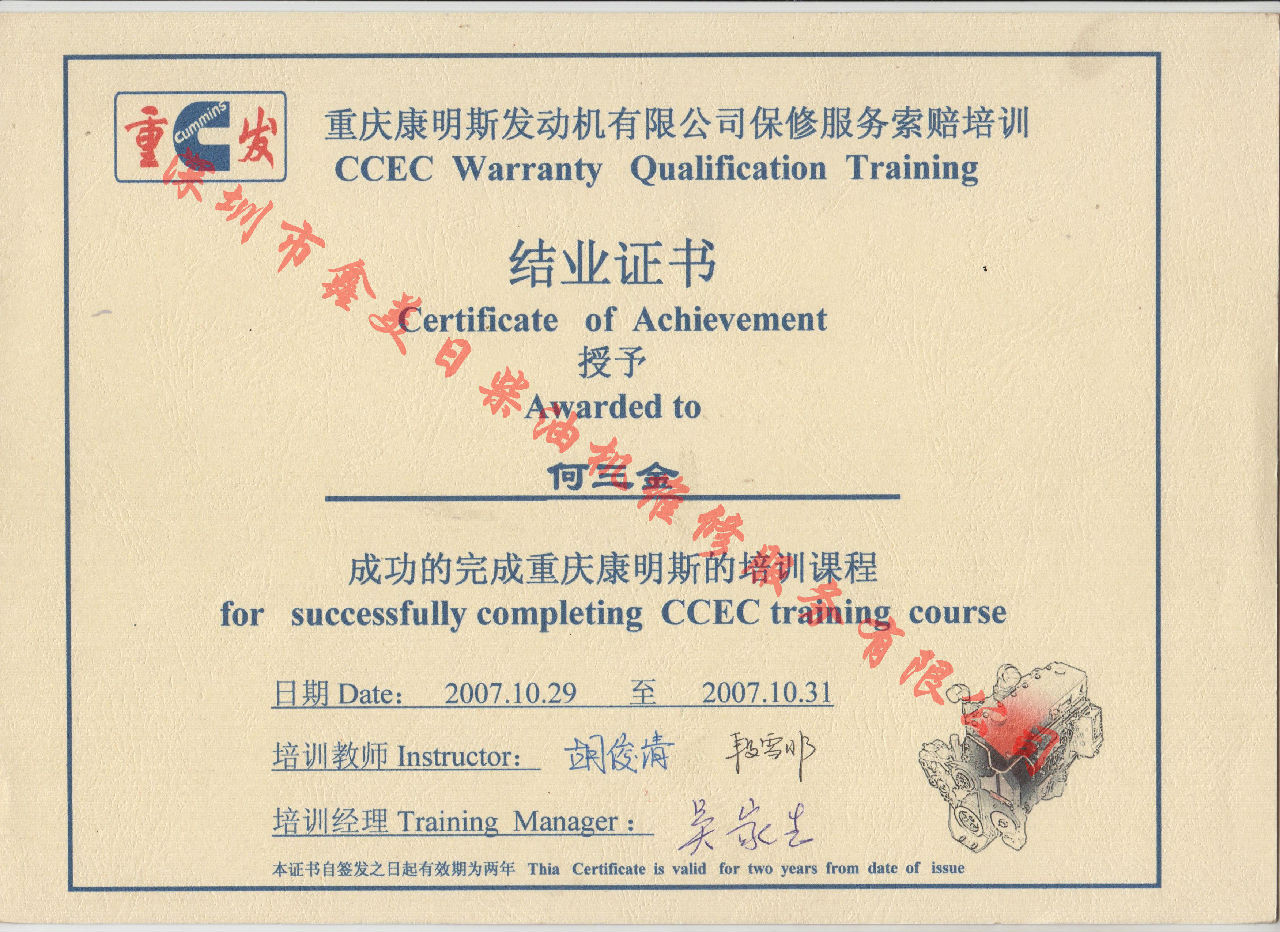 重 cummins 发
重庆康明斯发动机有限公司保修服务索赔培训
CCEC Warranty Qualification Training
结业证书
Certificate of Achievement
授予
Awarded to
何三金
成功的完成重庆康明斯的培训课程
for successfully completing CCEC training course
日期 Date: 2007.10.29 至 2007.10.31
培训教师 Instructor: 胡俊清
培训经理 Training Manager:
本证书自签发之日起有效期为两年 Thia Certificate is valid for two years from date of issue
深圳市鑫美日柴油机维修服务有限公司